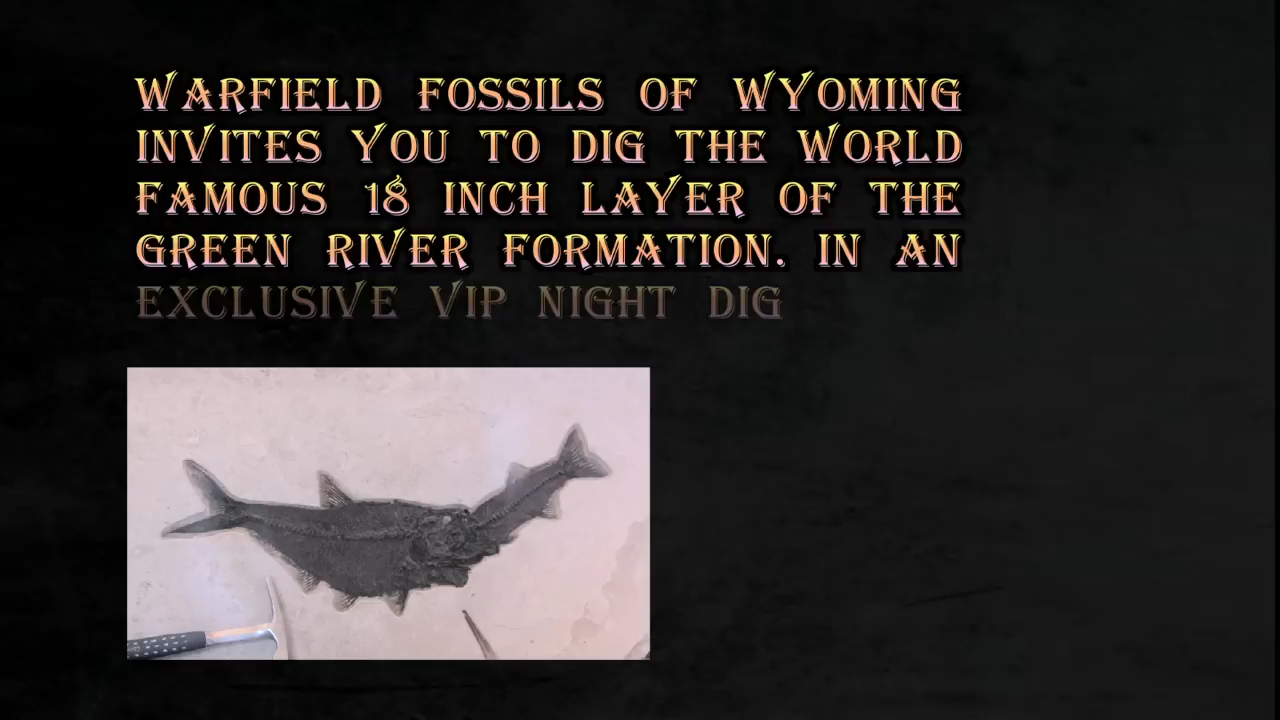 WARFIELD FOSSILS OF WYOMING
INVITES YOU TO DIG THE WORLD
FAMOUS 18 INCH LAYER OF THE
GREEN RIVER FORMATION. IN AN
EXCLUSIVE VIP NIGHT DIG